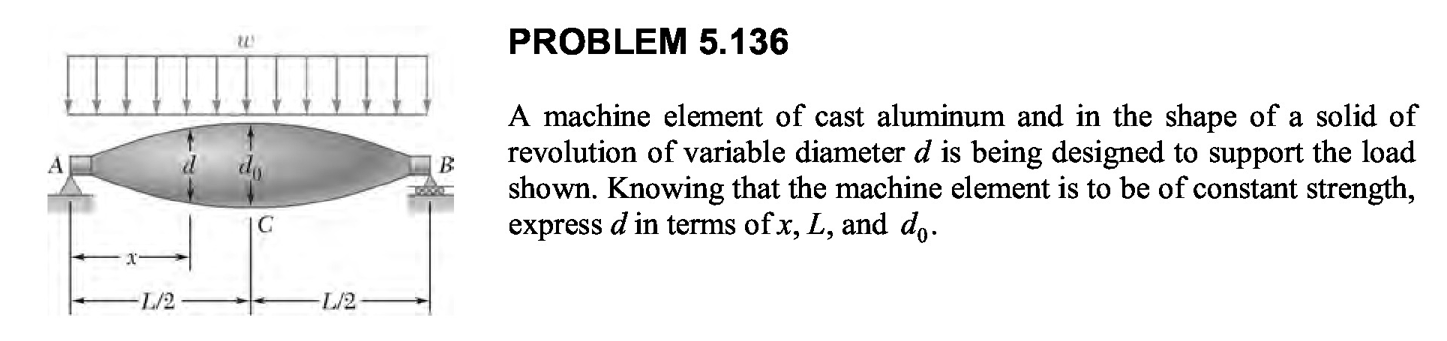 w
PROBLEM 5.136
A machine element of cast aluminum and in the shape of a solid of
revolution of variable diameter d is being designed to support the load
shown. Knowing that the machine element is to be of constant strength,
express d in terms of x, L, and d₀.
A d d₀ B
C
x
L/2 L/2